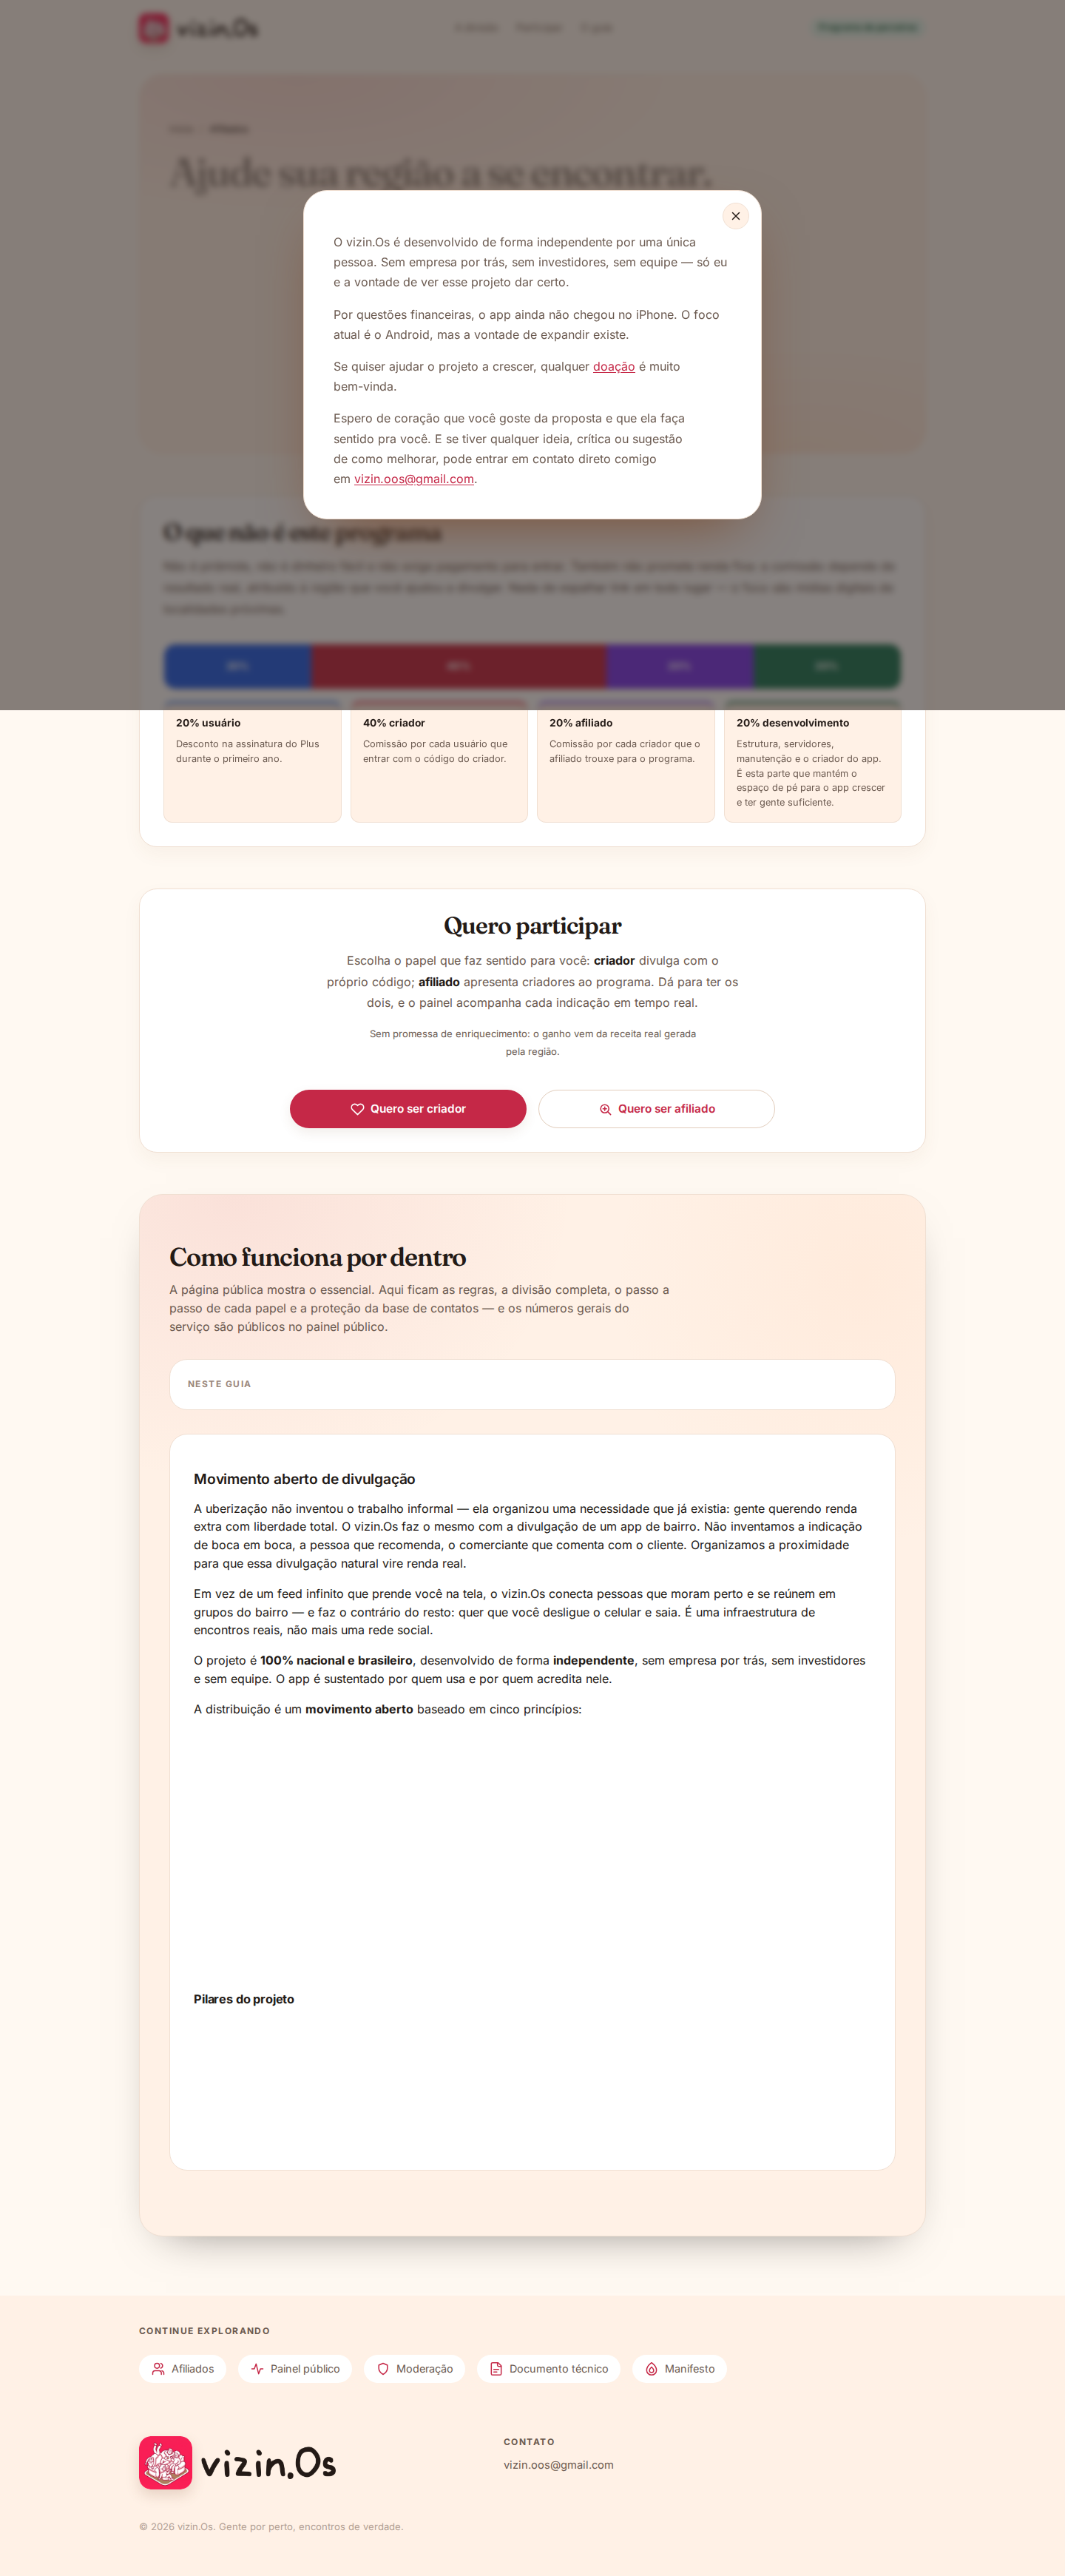 vizin.Os
Ajude sua região a se encontrar.
O vizin.Os é desenvolvido de forma independente por uma única
pessoa. Sem empresa por trás, sem investidores, sem equipe — só eu
e a vontade de ver esse projeto dar certo.
Por questões financeiras, o app ainda não chegou no iPhone. O foco
atual é o Android, mas a vontade de expandir existe.
Se quiser ajudar o projeto a crescer, qualquer doação é muito
bem-vinda.
Espero de coração que você goste da proposta e que ela faça
sentido pra você. E se tiver qualquer ideia, crítica ou sugestão
de como melhorar, pode entrar em contato direto comigo
em vizin.oos@gmail.com.
O que não é este programa
20% usuário
Desconto na assinatura do Plus
durante o primeiro ano.
40% criador
Comissão por cada usuário que
entrar com o código do criador.
20% afiliado
Comissão por cada criador que o
afiliado trouxe para o programa.
20% desenvolvimento
Estrutura, servidores,
manutenção e o criador do app.
É esta parte que mantém o
espaço de pé para o app crescer
e ter gente suficiente.
Quero participar
Escolha o papel que faz sentido para você: criador divulga com o
próprio código; afiliado apresenta criadores ao programa. Dá para ter os
dois, e o painel acompanha cada indicação em tempo real.
Sem promessa de enriquecimento: o ganho vem da receita real gerada
pela região.
Quero ser criador
Quero ser afiliado
Como funciona por dentro
A página pública mostra o essencial. Aqui ficam as regras, a divisão completa, o passo a
passo de cada papel e a proteção da base de contatos — e os números gerais do
serviço são públicos no painel público.
NESTE GUIA
Movimento aberto de divulgação
A uberização não inventou o trabalho informal — ela organizou uma necessidade que já existia: gente querendo renda
extra com liberdade total. O vizin.Os faz o mesmo com a divulgação de um app de bairro. Não inventamos a indicação
de boca em boca, a pessoa que recomenda, o comerciante que comenta com o cliente. Organizamos a proximidade
para que essa divulgação natural vire renda real.
Em vez de um feed infinito que prende você na tela, o vizin.Os conecta pessoas que moram perto e se reúnem em
grupos do bairro — e faz o contrário do resto: quer que você desligue o celular e saia. É uma infraestrutura de
encontros reais, não mais uma rede social.
O projeto é 100% nacional e brasileiro, desenvolvido de forma independente, sem empresa por trás, sem investidores
e sem equipe. O app é sustentado por quem usa e por quem acredita nele.
A distribuição é um movimento aberto baseado em cinco princípios:
Pilares do projeto
CONTINUE EXPLORANDO
Afiliados
Painel público
Moderação
Documento técnico
Manifesto
vizin.Os
CONTATO
vizin.oos@gmail.com
© 2026 vizin.Os. Gente por perto, encontros de verdade.